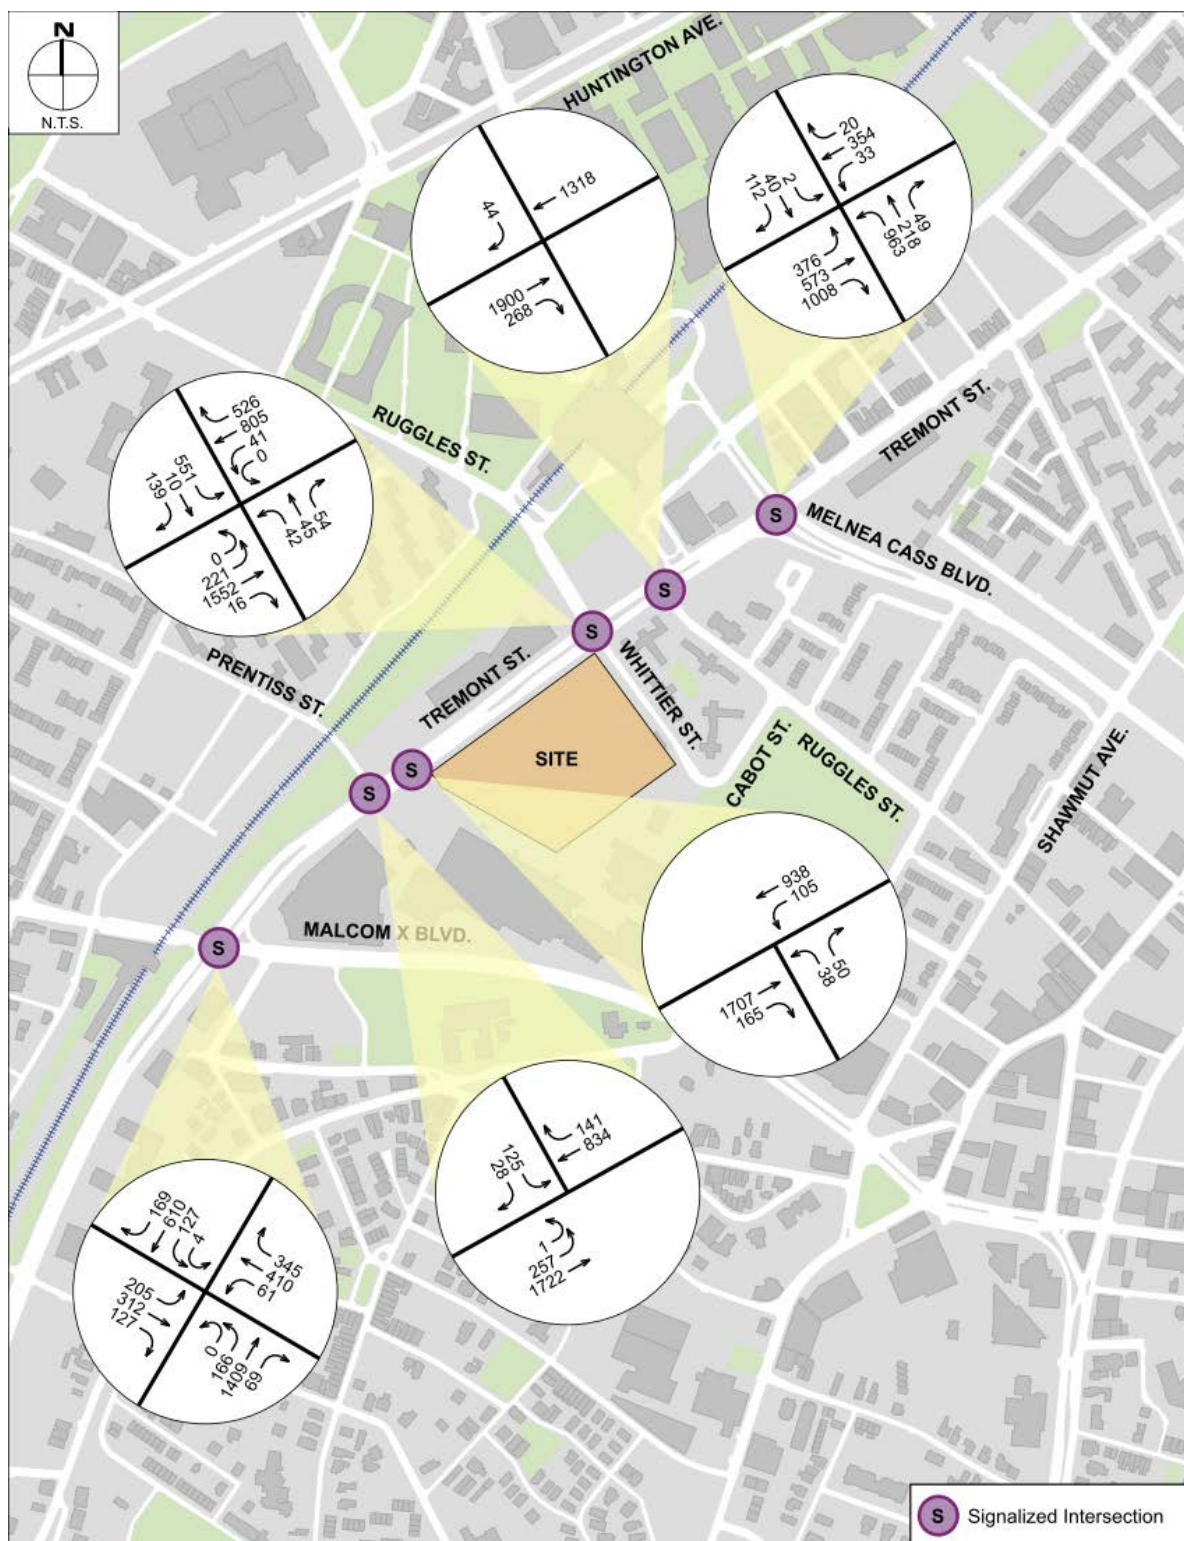 N
N.T.S.
HUNTINGTON AVE.
44
1318
1900
268
20
354
33
2
40
112
49
218
963
376
573
1008
TREMONT ST.
RUGGLES ST.
526
805
41
0
551
10
139
54
45
42
0
221
1552
16
S
MELNEA CASS BLVD.
S
S
PRENTISS ST.
TREMONT ST.
WHITTIER ST.
SITE
CABOT ST.
RUGGLES ST.
SHAWMUT AVE.
S
S
MALCOM X BLVD.
S
938
105
50
38
1707
165
141
834
125
28
1
257
1722
169
610
127
4
345
410
61
205
312
127
0
166
1409
69
S Signalized Intersection